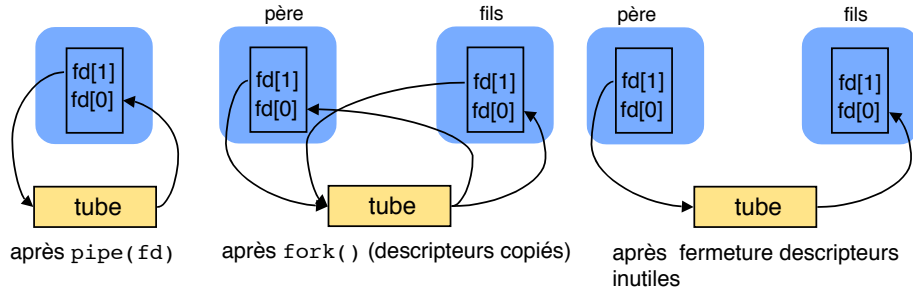 fd[1]
fd[0]
tube
après pipe(fd)
père
fils
fd[1]
fd[0]
fd[1]
fd[0]
tube
après fork() (descripteurs copiés)
père
fils
fd[1]
fd[0]
fd[1]
fd[0]
tube
après fermeture descripteurs
inutiles